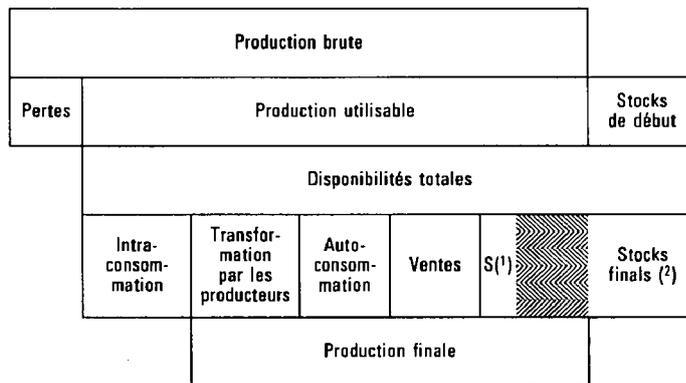 Production brute
Pertes
Production utilisable
Stocks
de début
Disponibilités totales
Intra-
consom-
mation
Transfor-
mation
par les
producteurs
Auto-
consom-
mation
Ventes
S(¹)
Stocks
finals (²)
Production finale